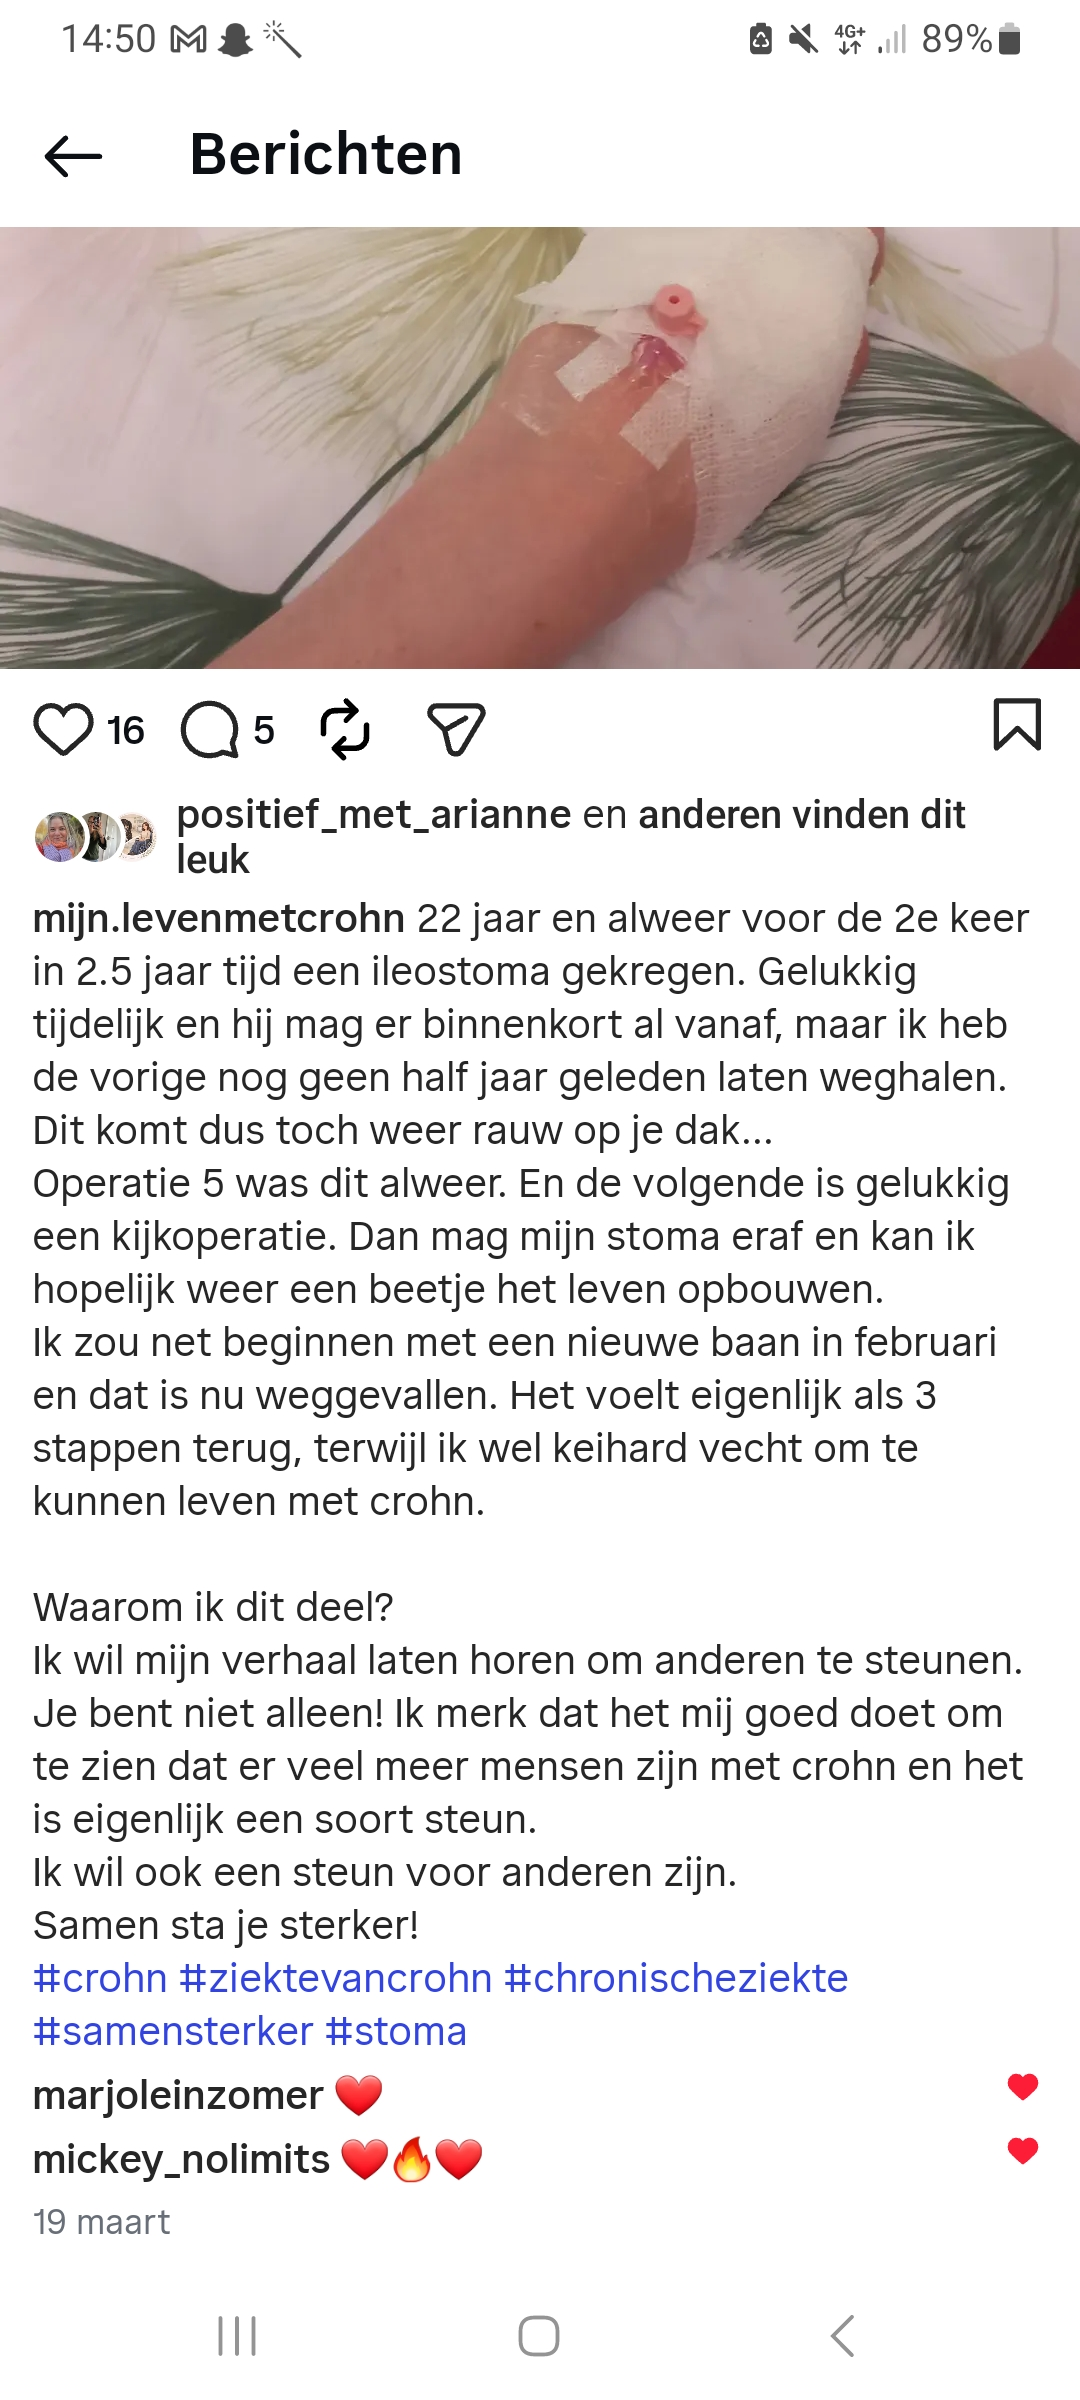 14:50 4G+ 89%
Berichten
16 5
positief_met_arianne en anderen vinden dit
leuk
mijn.levenmetcrohn 22 jaar en alweer voor de 2e keer
in 2.5 jaar tijd een ileostoma gekregen. Gelukkig
tijdelijk en hij mag er binnenkort al vanaf, maar ik heb
de vorige nog geen half jaar geleden laten weghalen.
Dit komt dus toch weer rauw op je dak...
Operatie 5 was dit alweer. En de volgende is gelukkig
een kijkoperatie. Dan mag mijn stoma eraf en kan ik
hopelijk weer een beetje het leven opbouwen.
Ik zou net beginnen met een nieuwe baan in februari
en dat is nu weggevallen. Het voelt eigenlijk als 3
stappen terug, terwijl ik wel keihard vecht om te
kunnen leven met crohn.

Waarom ik dit deel?
Ik wil mijn verhaal laten horen om anderen te steunen.
Je bent niet alleen! Ik merk dat het mij goed doet om
te zien dat er veel meer mensen zijn met crohn en het
is eigenlijk een soort steun.
Ik wil ook een steun voor anderen zijn.
Samen sta je sterker!
#crohn #ziektevancrohn #chronischeziekte
#samensterker #stoma
marjoleinzomer ❤️
mickey_nolimits ❤️🔥❤️
19 maart